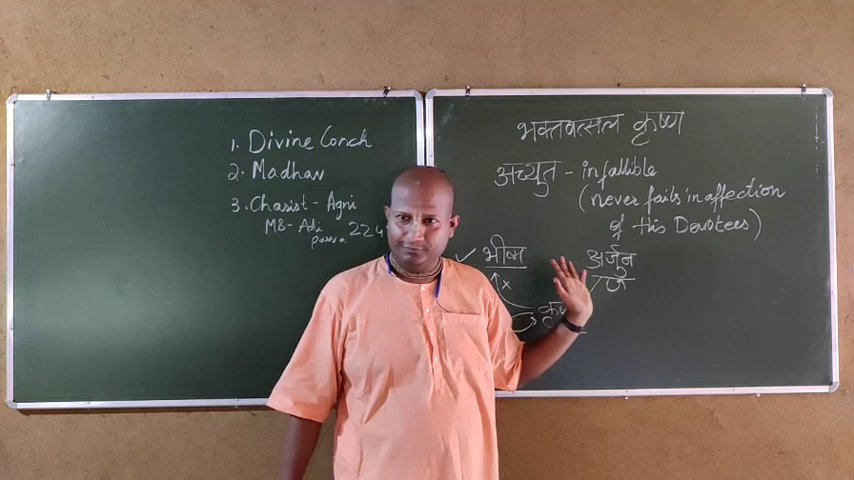 1. Divine Conch
2. Madhav
3. Chariot - Agni
MB - Adi
parva 224
भक्तवत्सल कृष्ण
अच्युत - infallible
(never fails in affection
of His Devotees)
✓ भीष्म
अर्जुन
x